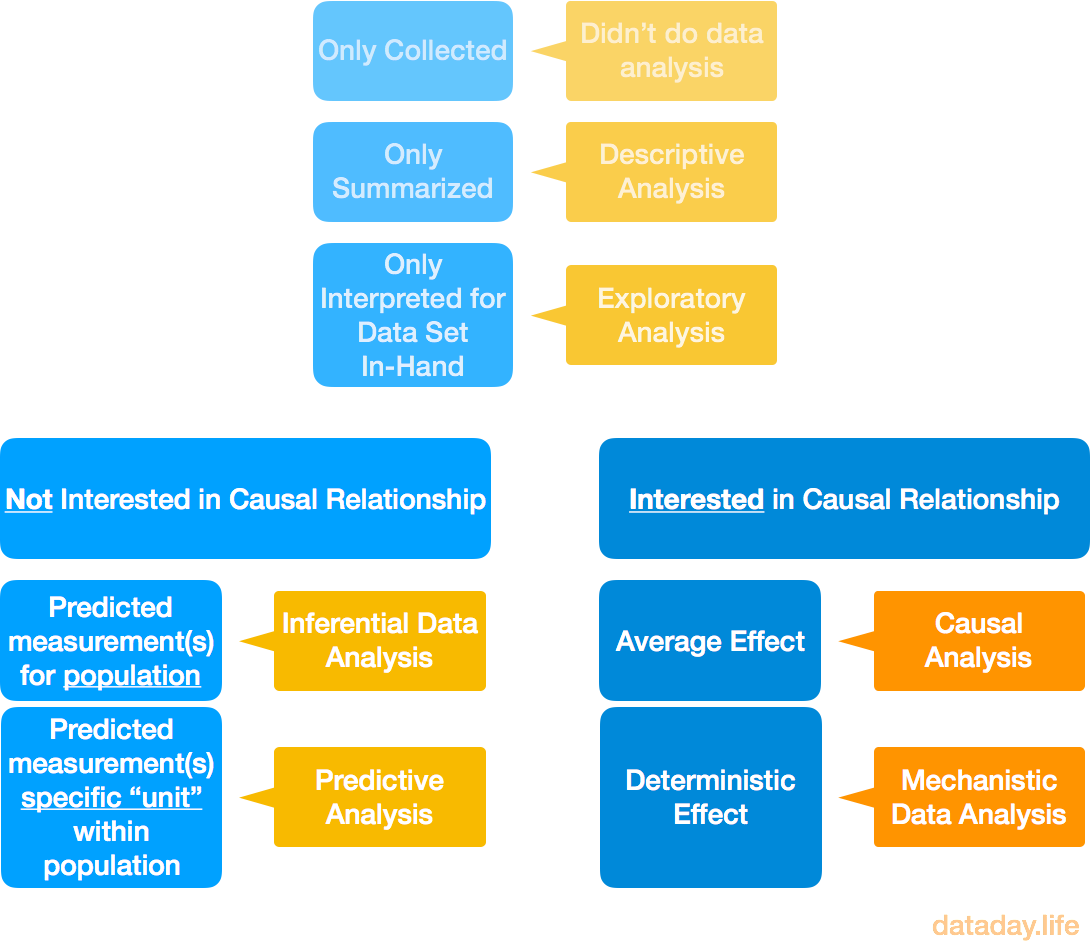 Only Collected
Didn't do data
analysis
Only
Summarized
Descriptive
Analysis
Only
Interpreted for
Data Set
In-Hand
Exploratory
Analysis
Not Interested in Causal Relationship
Interested in Causal Relationship
Predicted
measurement(s)
for population
Inferential Data
Analysis
Average Effect
Causal
Analysis
Predicted
measurement(s)
specific “unit”
within
population
Predictive
Analysis
Deterministic
Effect
Mechanistic
Data Analysis
dataday.life